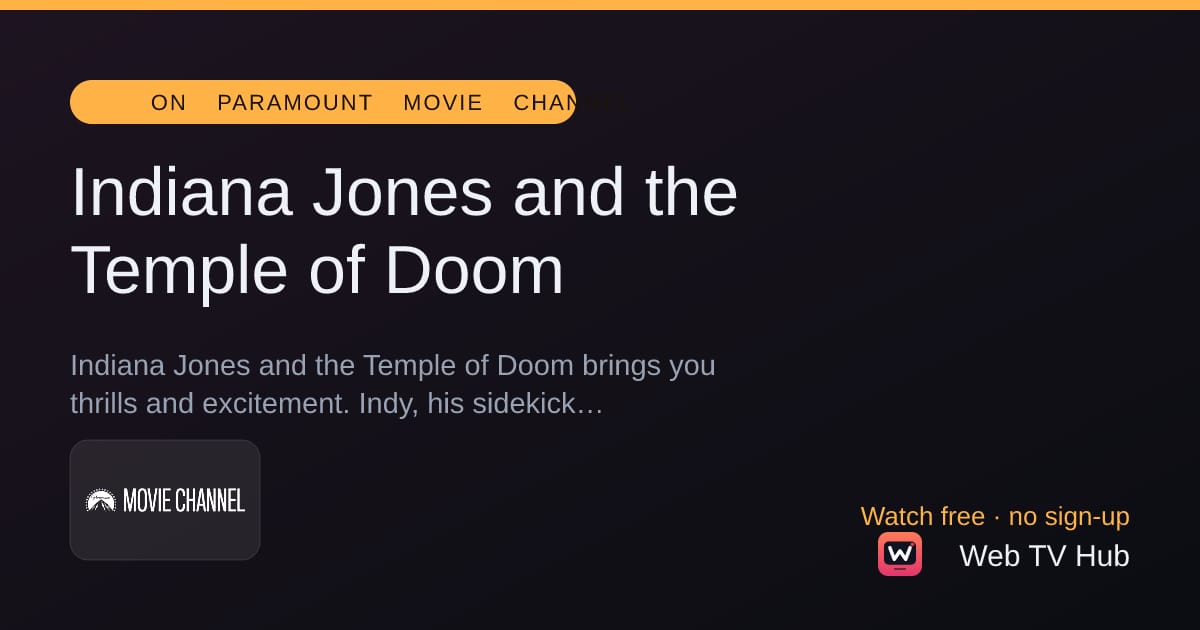 ON PARAMOUNT MOVIE CHANNEL
Indiana Jones and the
Temple of Doom
Indiana Jones and the Temple of Doom brings you
thrills and excitement. Indy, his sidekick…
MOVIE CHANNEL
Watch free · no sign-up
W
Web TV Hub